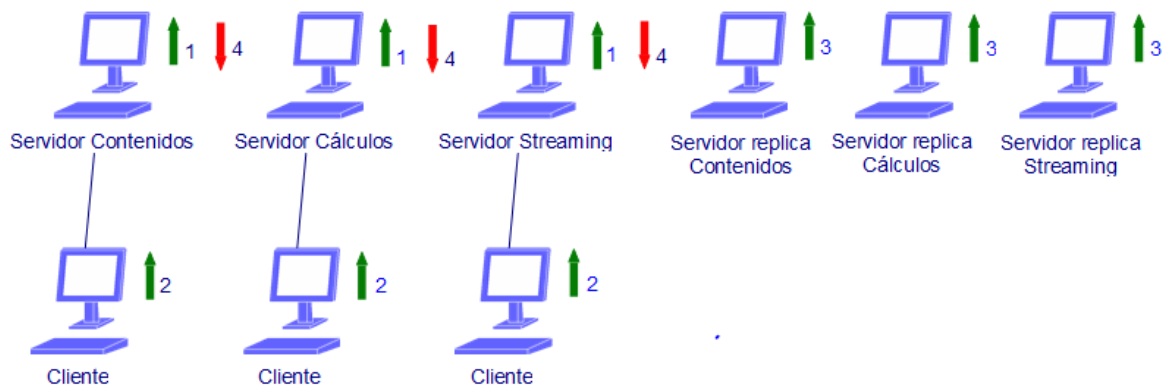 1 4 1 4 1 4 3 3 3
Servidor Contenidos Servidor Cálculos Servidor Streaming Servidor replica Servidor replica Servidor replica
Contenidos Cálculos Streaming
2 2 2
Cliente Cliente Cliente